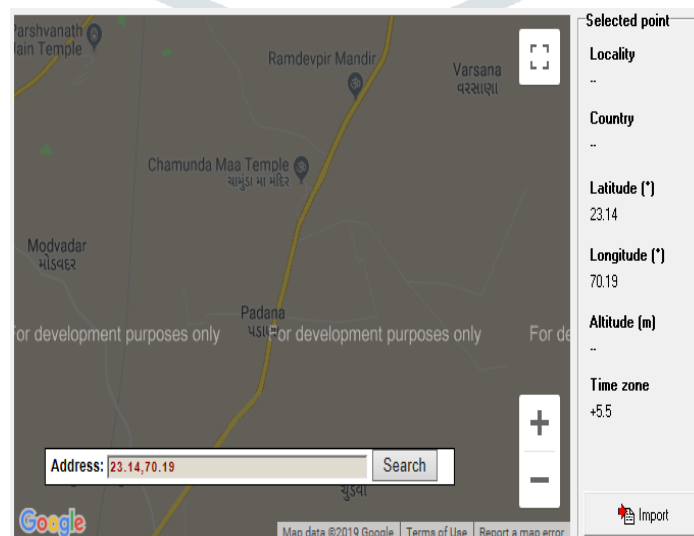 Parshvanath
Jain Temple
Ramdevpir Mandir
Varsana
વરસાણા
Chamunda Maa Temple
ચામુંડા મા મંદિર
Modvadar
મોડવદર
Padana
પડાણા
For development purposes only
For development purposes only
For de
Address: 23.14,70.19
Search
ચુડવા
Google
Map data ©2019 Google
Terms of Use
Report a map error
Selected point
Locality
--
Country
--
Latitude (°)
23.14
Longitude (°)
70.19
Altitude (m)
--
Time zone
+5.5
Import